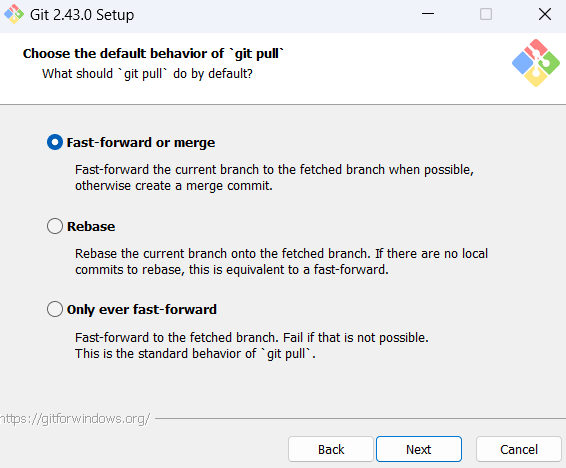 Git 2.43.0 Setup
Choose the default behavior of `git pull`
What should `git pull` do by default?
Fast-forward or merge
Fast-forward the current branch to the fetched branch when possible,
otherwise create a merge commit.
Rebase
Rebase the current branch onto the fetched branch. If there are no local
commits to rebase, this is equivalent to a fast-forward.
Only ever fast-forward
Fast-forward to the fetched branch. Fail if that is not possible.
This is the standard behavior of `git pull`.
https://gitforwindows.org/
Back Next Cancel